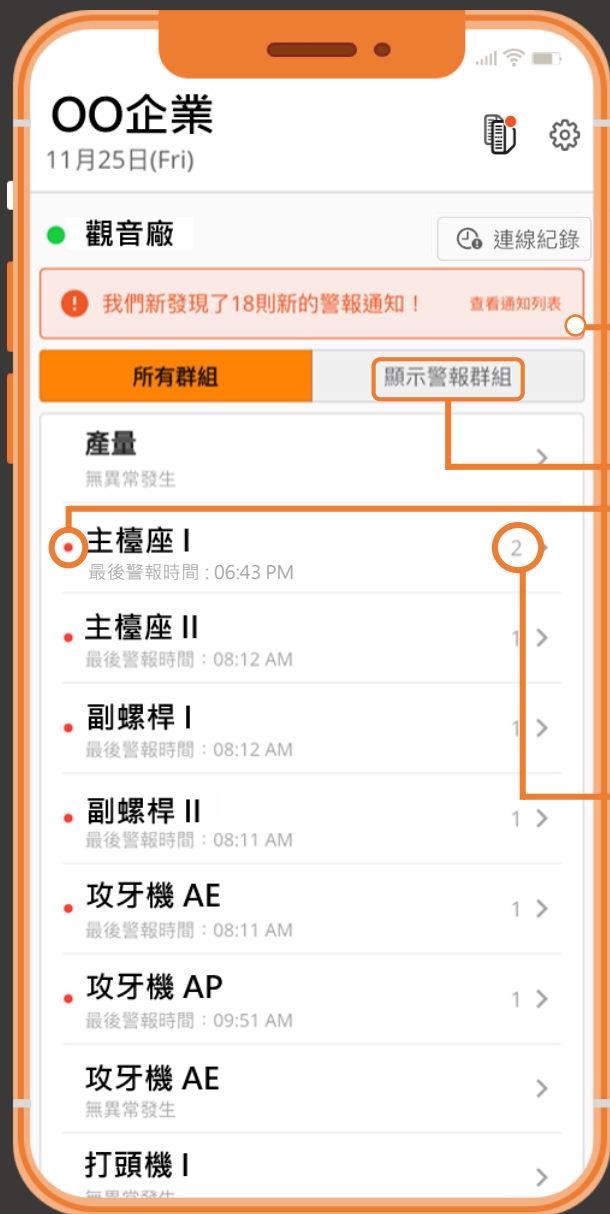 OO企業
11月25日(Fri)
觀音廠
連線紀錄
我們新發現了18則新的警報通知！ 查看通知列表
所有群組 顯示警報群組
產量
無異常發生
主檯座 I 2
最後警報時間 : 06:43 PM
主檯座 II 1
最後警報時間：08:12 AM
副螺桿 I 1
最後警報時間：08:12 AM
副螺桿 II 1
最後警報時間：08:11 AM
攻牙機 AE 1
最後警報時間：08:11 AM
攻牙機 AP 1
最後警報時間：09:51 AM
攻牙機 AE
無異常發生
打頭機 I
無異常發生